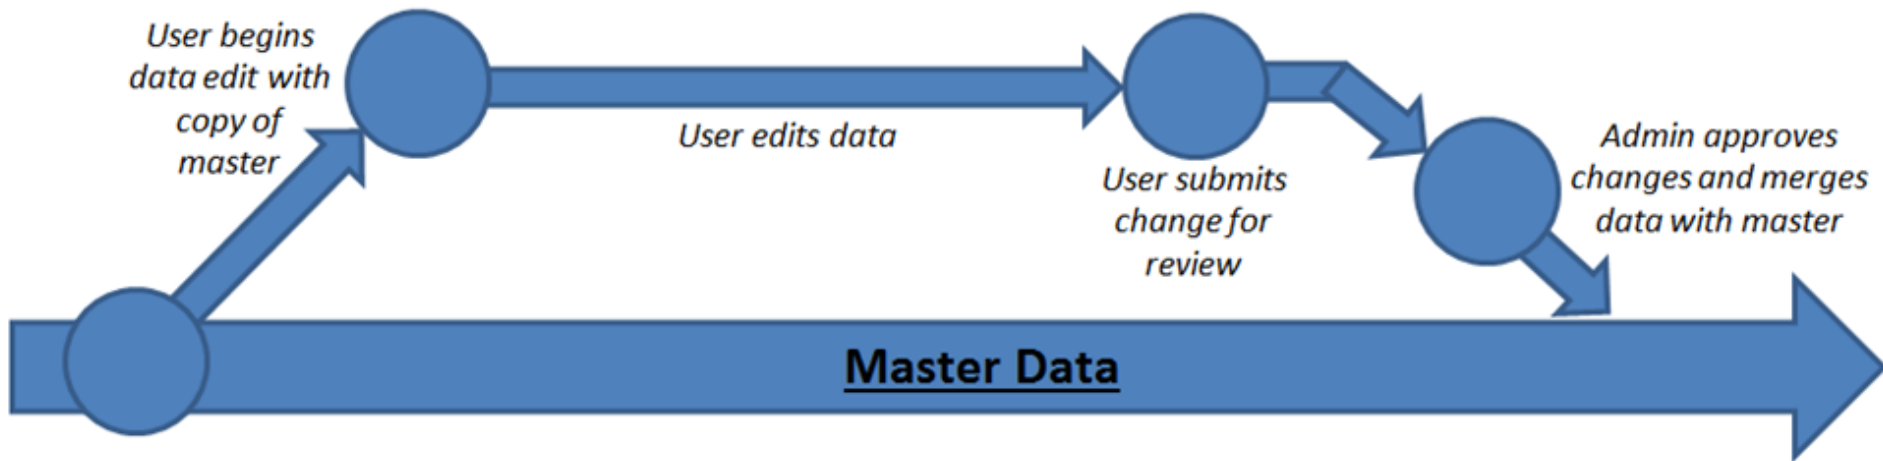 User begins
data edit with
copy of
master
User edits data
User submits
change for
review
Admin approves
changes and merges
data with master
Master Data